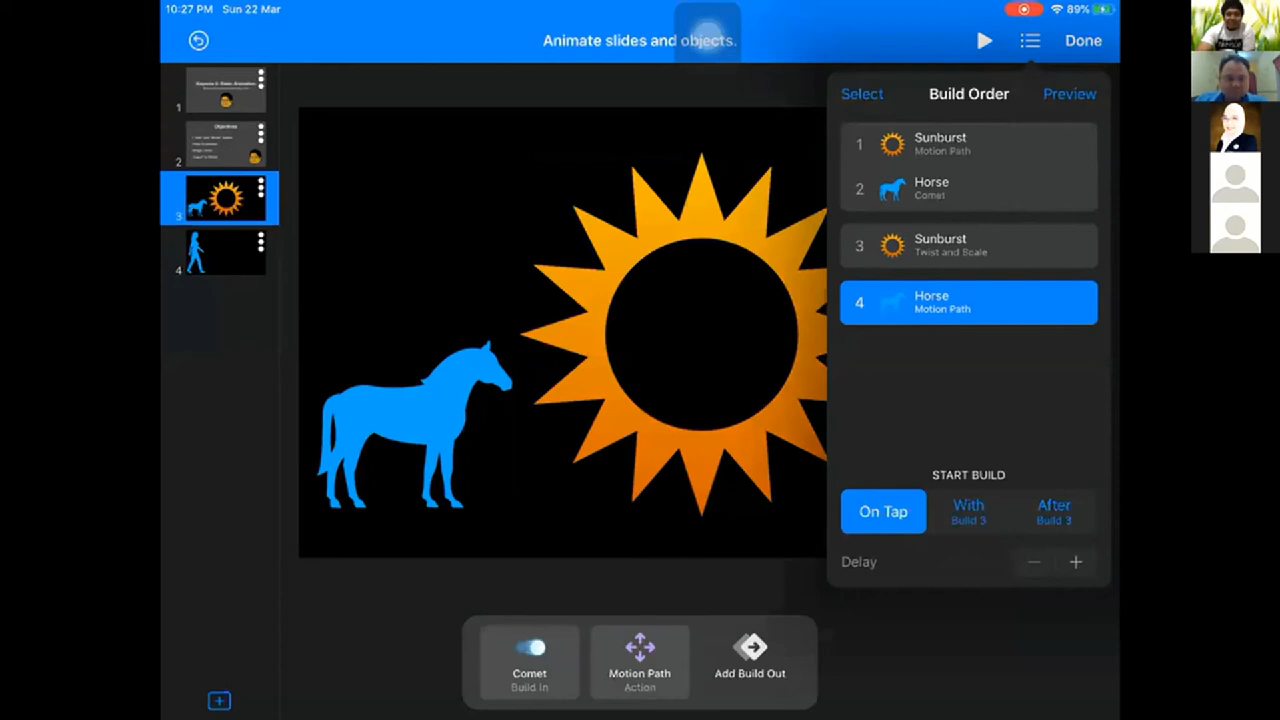 10:27 PM Sun 22 Mar
89%
Animate slides and objects.
Done
Select
Build Order
Preview
1
Sunburst
Motion Path
2
Horse
Comet
3
Sunburst
Twist and Scale
4
Horse
Motion Path
START BUILD
On Tap
With
Build 3
After
Build 3
Delay
Comet
Build In
Motion Path
Action
Add Build Out
1
2
Objectives
3
4